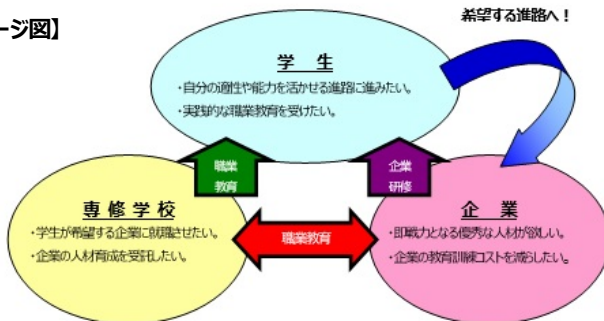 ージ図】
希望する進路へ！
学 生
・自分の適性や能力を活かせる進路に進みたい。
・実践的な職業教育を受けたい。
職業
教育
企業
研修
専 修 学 校
・学生が希望する企業に就職させたい。
・企業の人材育成を受託したい。
職業教育
企 業
・即戦力となる優秀な人材が欲しい。
・企業の教育訓練コストを減らしたい。